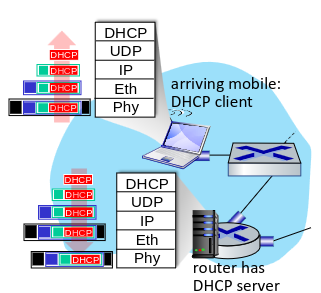 DHCP
UDP
IP
Eth
Phy
DHCP
DHCP
DHCP
DHCP
arriving mobile:
DHCP client
DHCP
UDP
IP
Eth
Phy
DHCP
DHCP
DHCP
DHCP
DHCP
router has
DHCP server